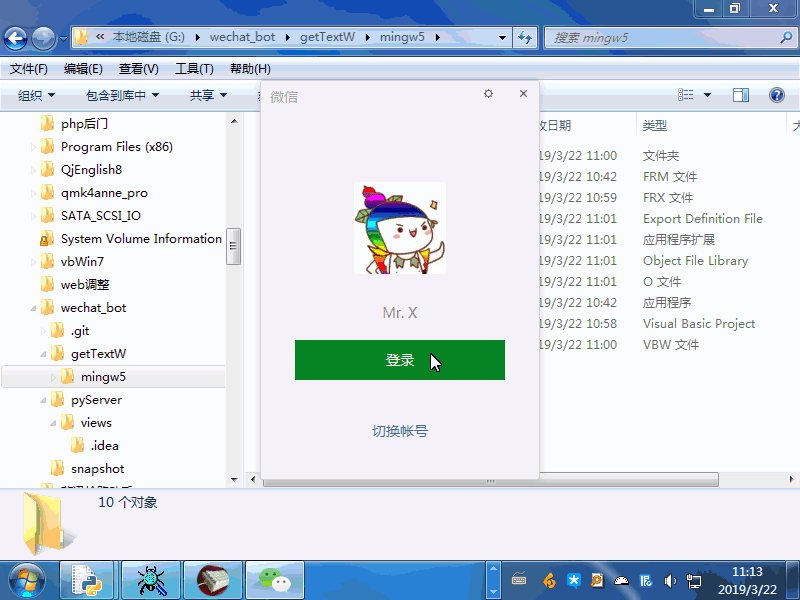 « 本地磁盘 (G:) wechat_bot getTextW mingw5
搜索 mingw5
文件(F) 编辑(E) 查看(V) 工具(T) 帮助(H)
组织 包含到库中 共享
微信
php后门
Program Files (x86)
QjEnglish8
qmk4anne_pro
SATA_SCSI_IO
System Volume Information
vbWin7
web调整
wechat_bot
.git
getTextW
mingw5
pyServer
views
.idea
snapshot
Mr. X
登录
切换帐号
改日期 类型
19/3/22 11:00 文件夹
19/3/22 10:42 FRM 文件
19/3/22 10:59 FRX 文件
19/3/22 11:01 Export Definition File
19/3/22 11:01 应用程序扩展
19/3/22 11:01 Object File Library
19/3/22 11:01 O 文件
19/3/22 10:42 应用程序
19/3/22 10:58 Visual Basic Project
19/3/22 11:00 VBW 文件
10 个对象
11:13
2019/3/22